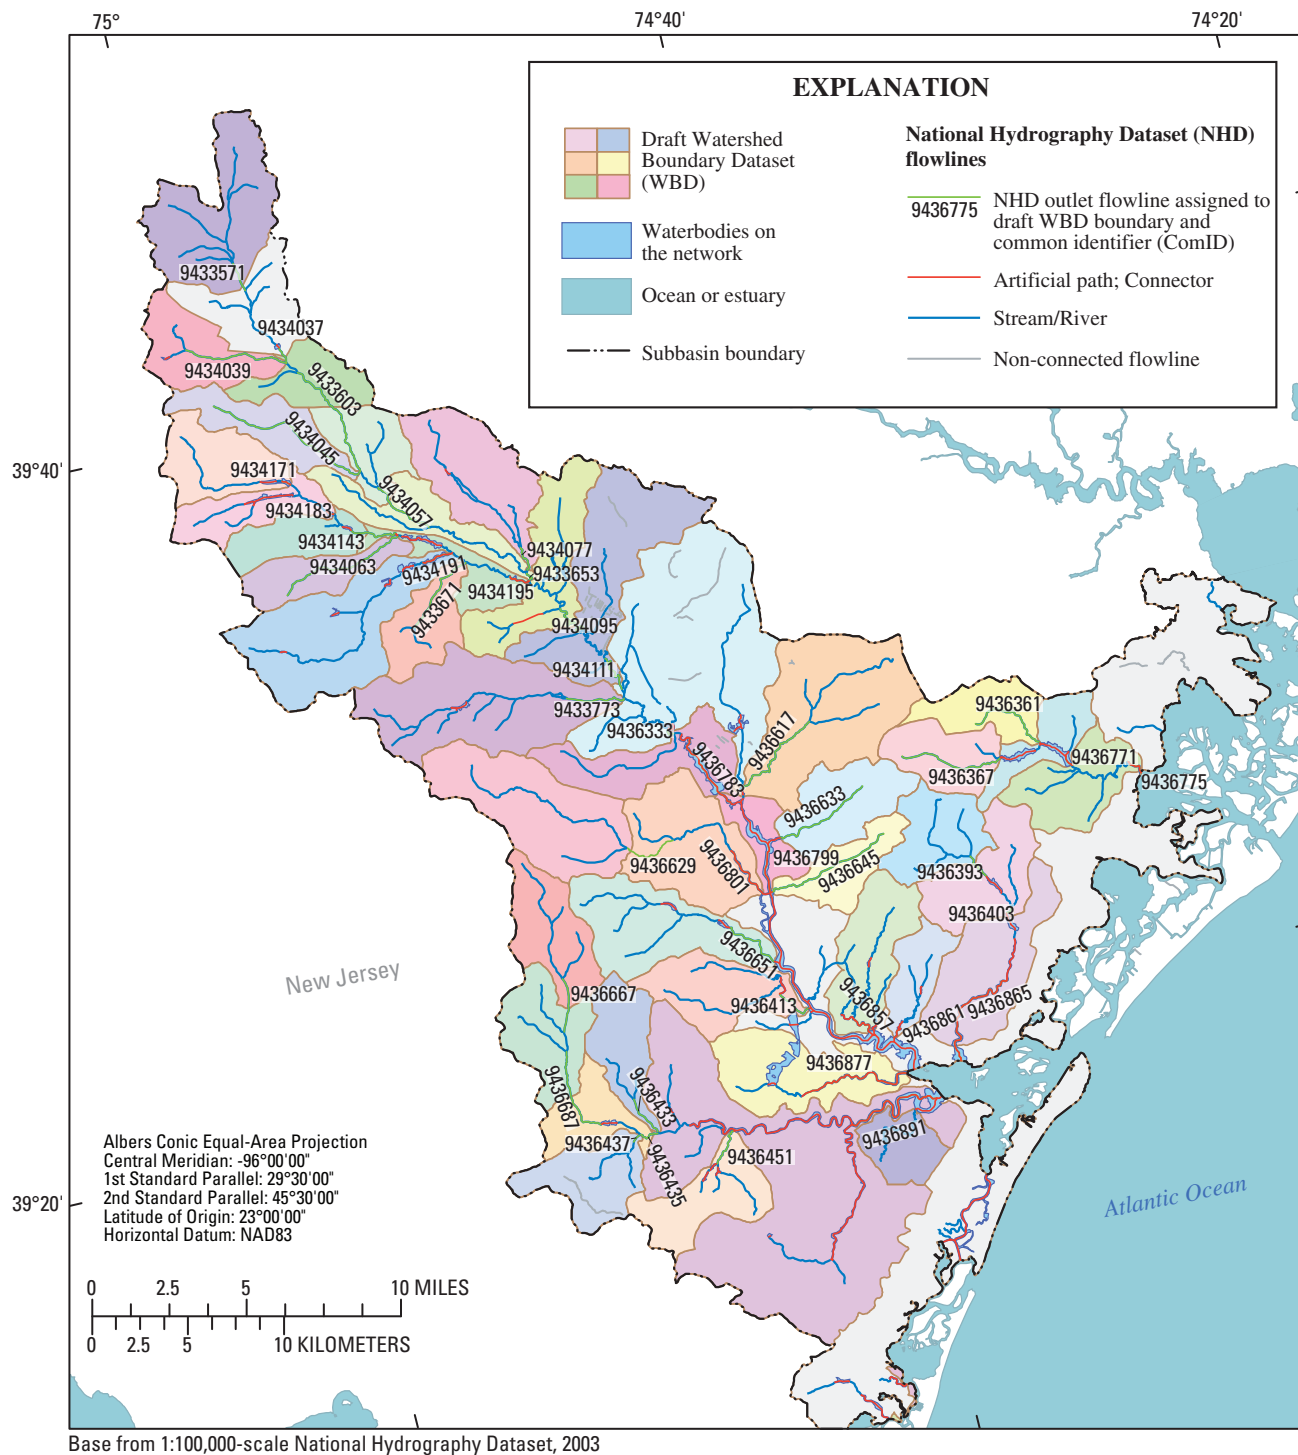 75°
74°40'
74°20'
EXPLANATION
Draft Watershed
Boundary Dataset
(WBD)
Waterbodies on
the network
Ocean or estuary
Subbasin boundary
National Hydrography Dataset (NHD)
flowlines
9436775
NHD outlet flowline assigned to
draft WBD boundary and
common identifier (ComID)
Artificial path; Connector
Stream/River
Non-connected flowline
9433571
9434037
9434039
9433603
9434045
39°40'
9434171
9434057
9434183
9434143
9434077
9434063
9434191
9433653
9434195
9433671
9434095
9434111
9433773
9436333
9436617
9436361
9436783
9436771
9436367
9436775
9436633
9436799
9436801
9436645
9436629
9436393
9436403
9436651
New Jersey
9436667
9436413
9436857
9436861
9436865
9436877
9436687
9436433
9436437
9436891
9436451
9436435
Albers Conic Equal-Area Projection
Central Meridian: -96°00'00"
1st Standard Parallel: 29°30'00"
2nd Standard Parallel: 45°30'00"
Latitude of Origin: 23°00'00"
Horizontal Datum: NAD83
39°20'
Atlantic Ocean
0 2.5 5 10 MILES
0 2.5 5 10 KILOMETERS
Base from 1:100,000-scale National Hydrography Dataset, 2003